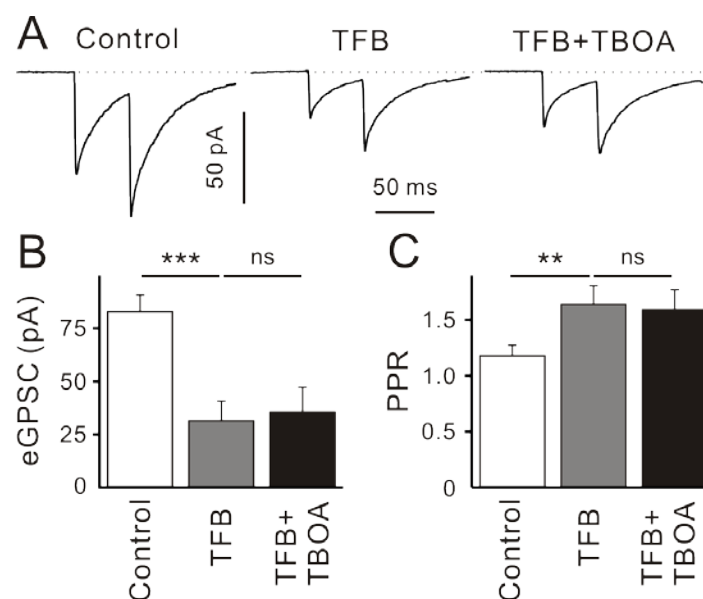 A
Control
TFB
TFB+TBOA
50 pA
50 ms
B
***
ns
eGPSC (pA)
75
50
25
0
Control
TFB
TFB+
TBOA
C
**
ns
PPR
1.5
1.0
0.5
0
Control
TFB
TFB+
TBOA